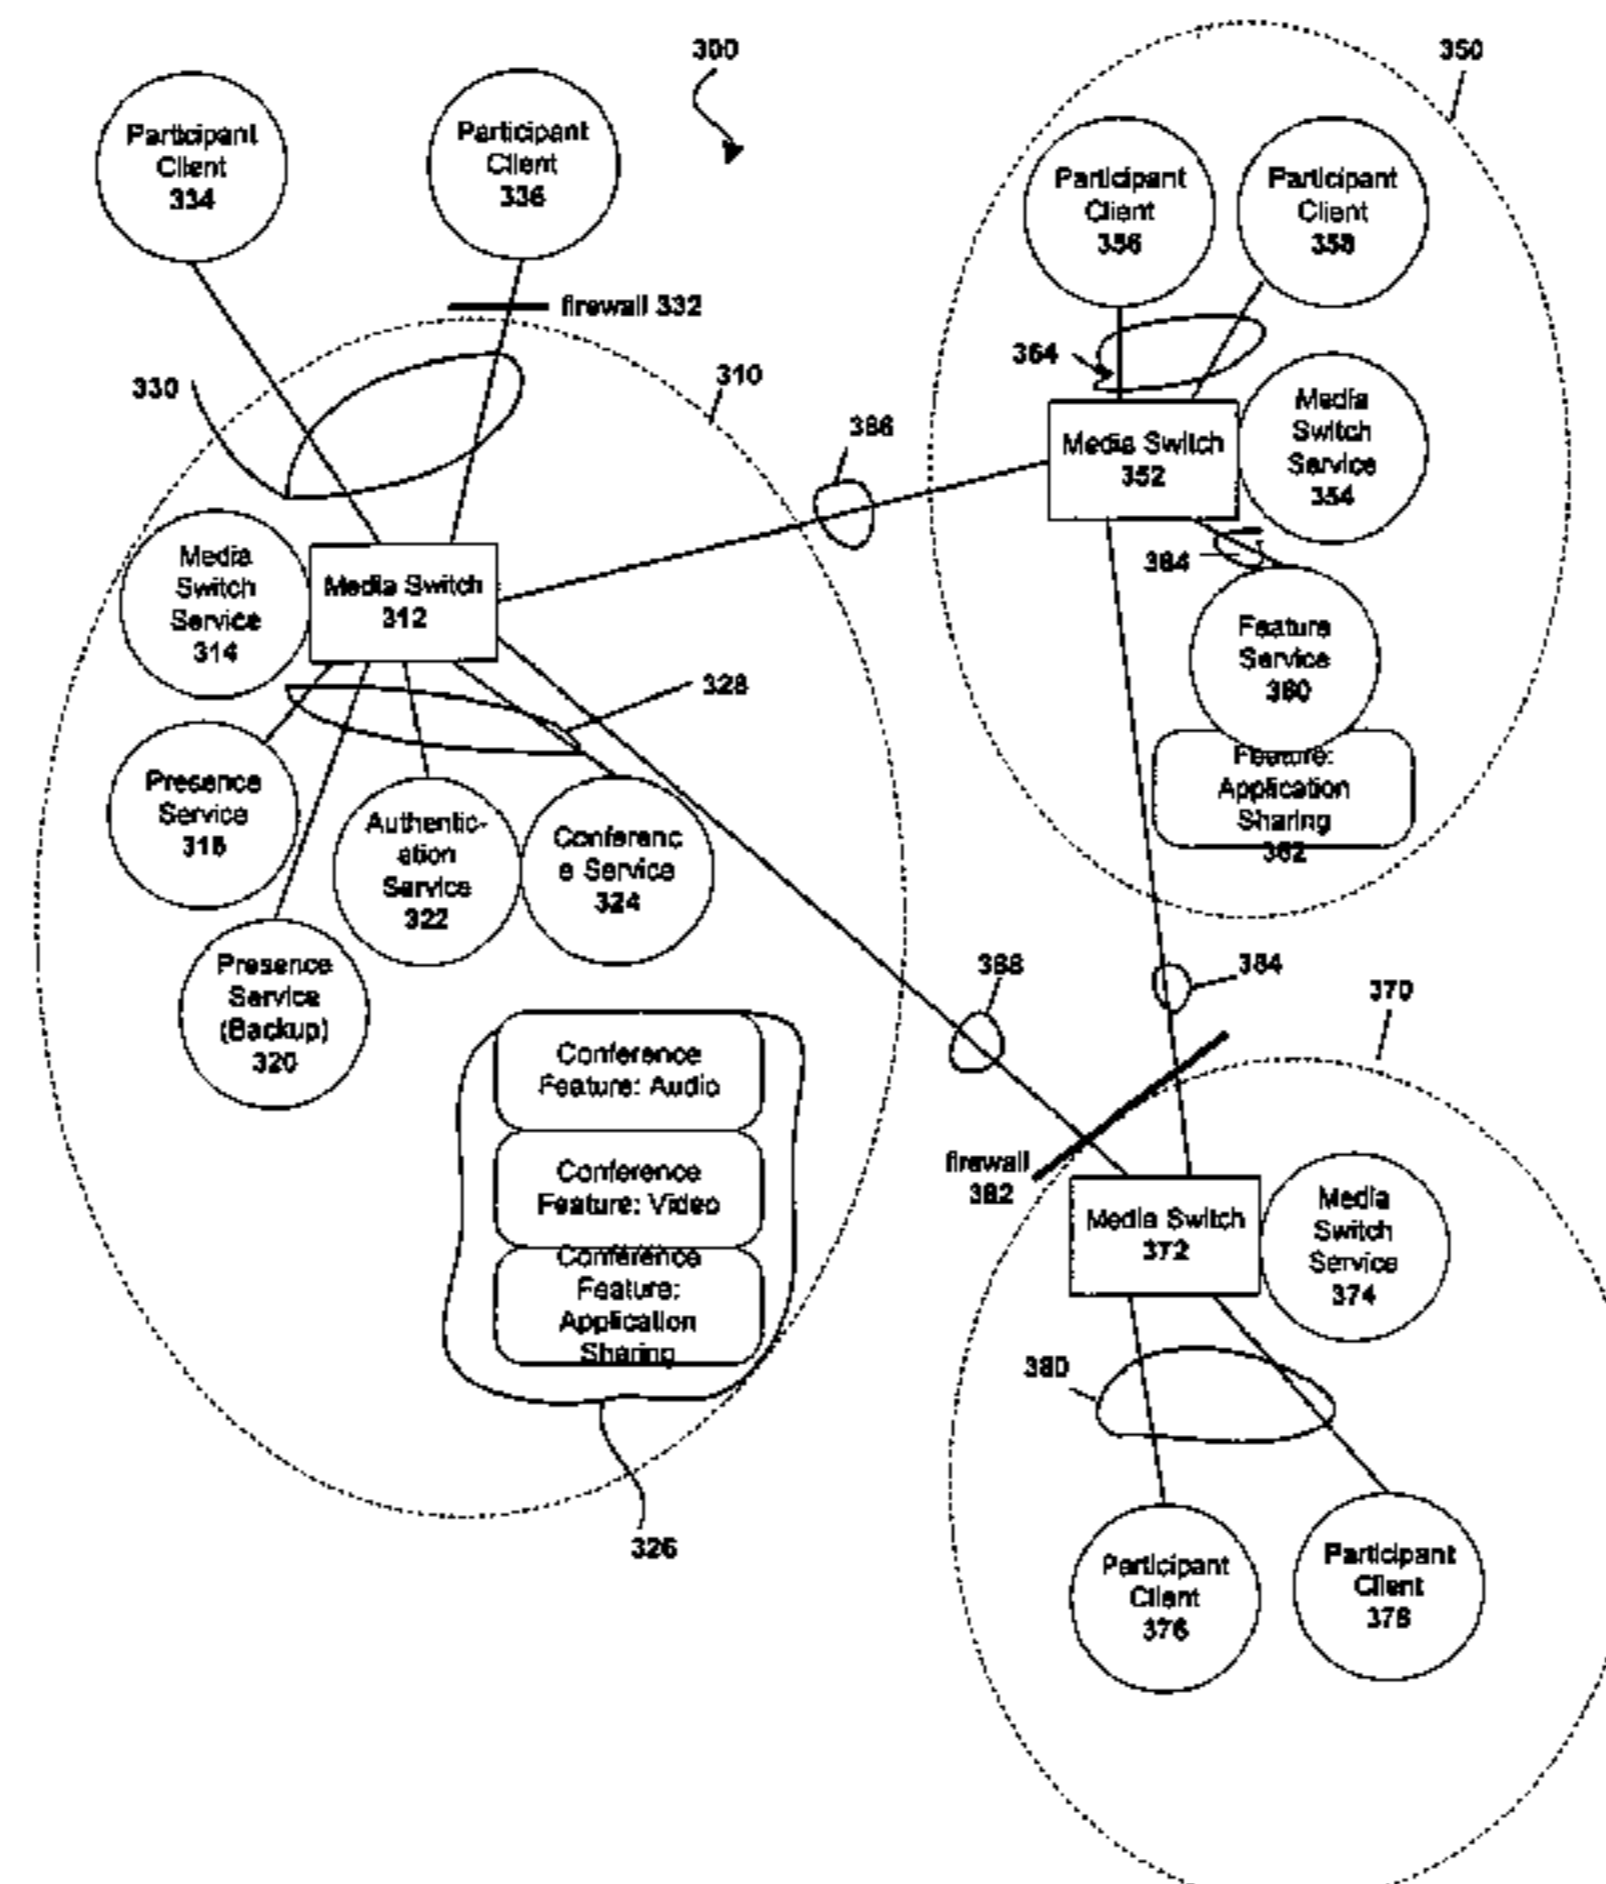 300
350
Participant
Client
334
Participant
Client
336
Participant
Client
356
Participant
Client
358
firewall 332
330
310
364
386
Media Switch
352
Media
Switch
Service
354
384
Media
Switch
Service
314
Media Switch
312
328
Feature
Service
360
Feature:
Application
Sharing
362
Presence
Service
318
Authentic-
ation
Service
322
Conferenc
e Service
324
Presence
Service
(Backup)
320
388
384
370
Conference
Feature: Audio
Conference
Feature: Video
Conference
Feature:
Application
Sharing
326
firewall
382
Media Switch
372
Media
Switch
Service
374
380
Participant
Client
376
Participant
Client
378